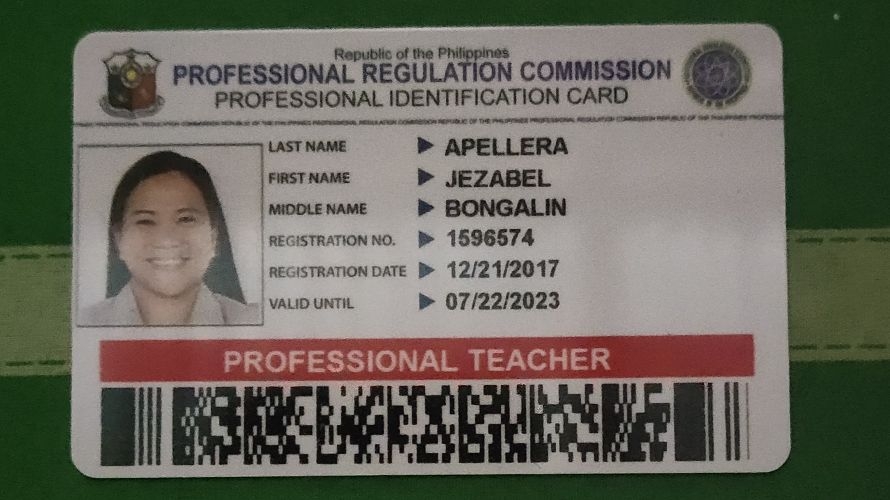 Republic of the Philippines
PROFESSIONAL REGULATION COMMISSION
PROFESSIONAL IDENTIFICATION CARD
LAST NAME APELLERA
FIRST NAME JEZABEL
MIDDLE NAME BONGALIN
REGISTRATION NO. 1596574
REGISTRATION DATE 12/21/2017
VALID UNTIL 07/22/2023
PROFESSIONAL TEACHER